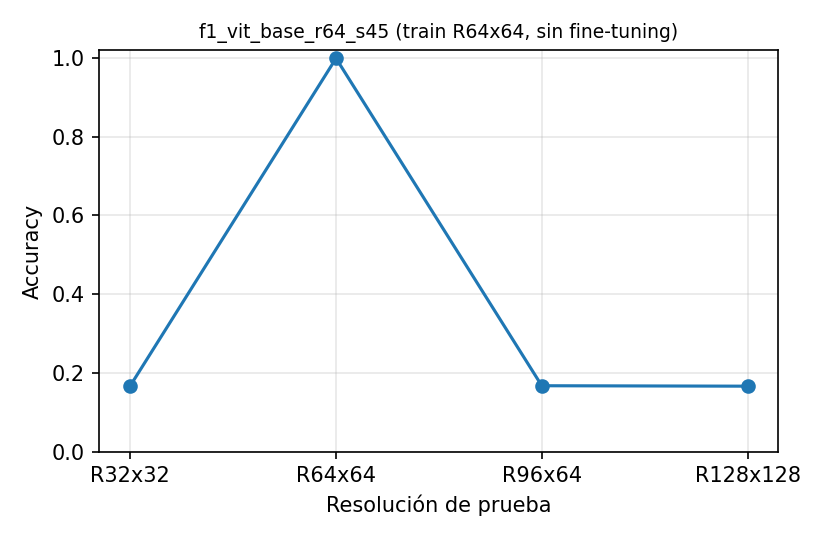 f1_vit_base_r64_s45 (train R64x64, sin fine-tuning)
1.0
0.8
0.6
0.4
0.2
0.0
Accuracy
R32x32 R64x64 R96x64 R128x128
Resolución de prueba